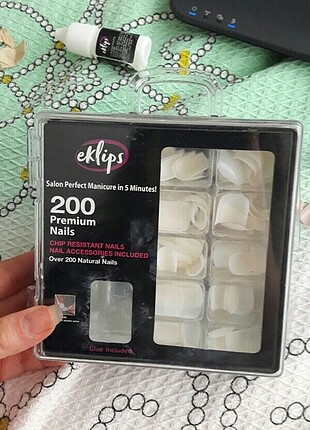 eklips
eklips
Salon Perfect Manicure in 5 Minutes!
200
Premium
Nails
CHIP RESISTANT NAILS
NAIL ACCESSORIES INCLUDED
Over 200 Natural Nails
Glue Included